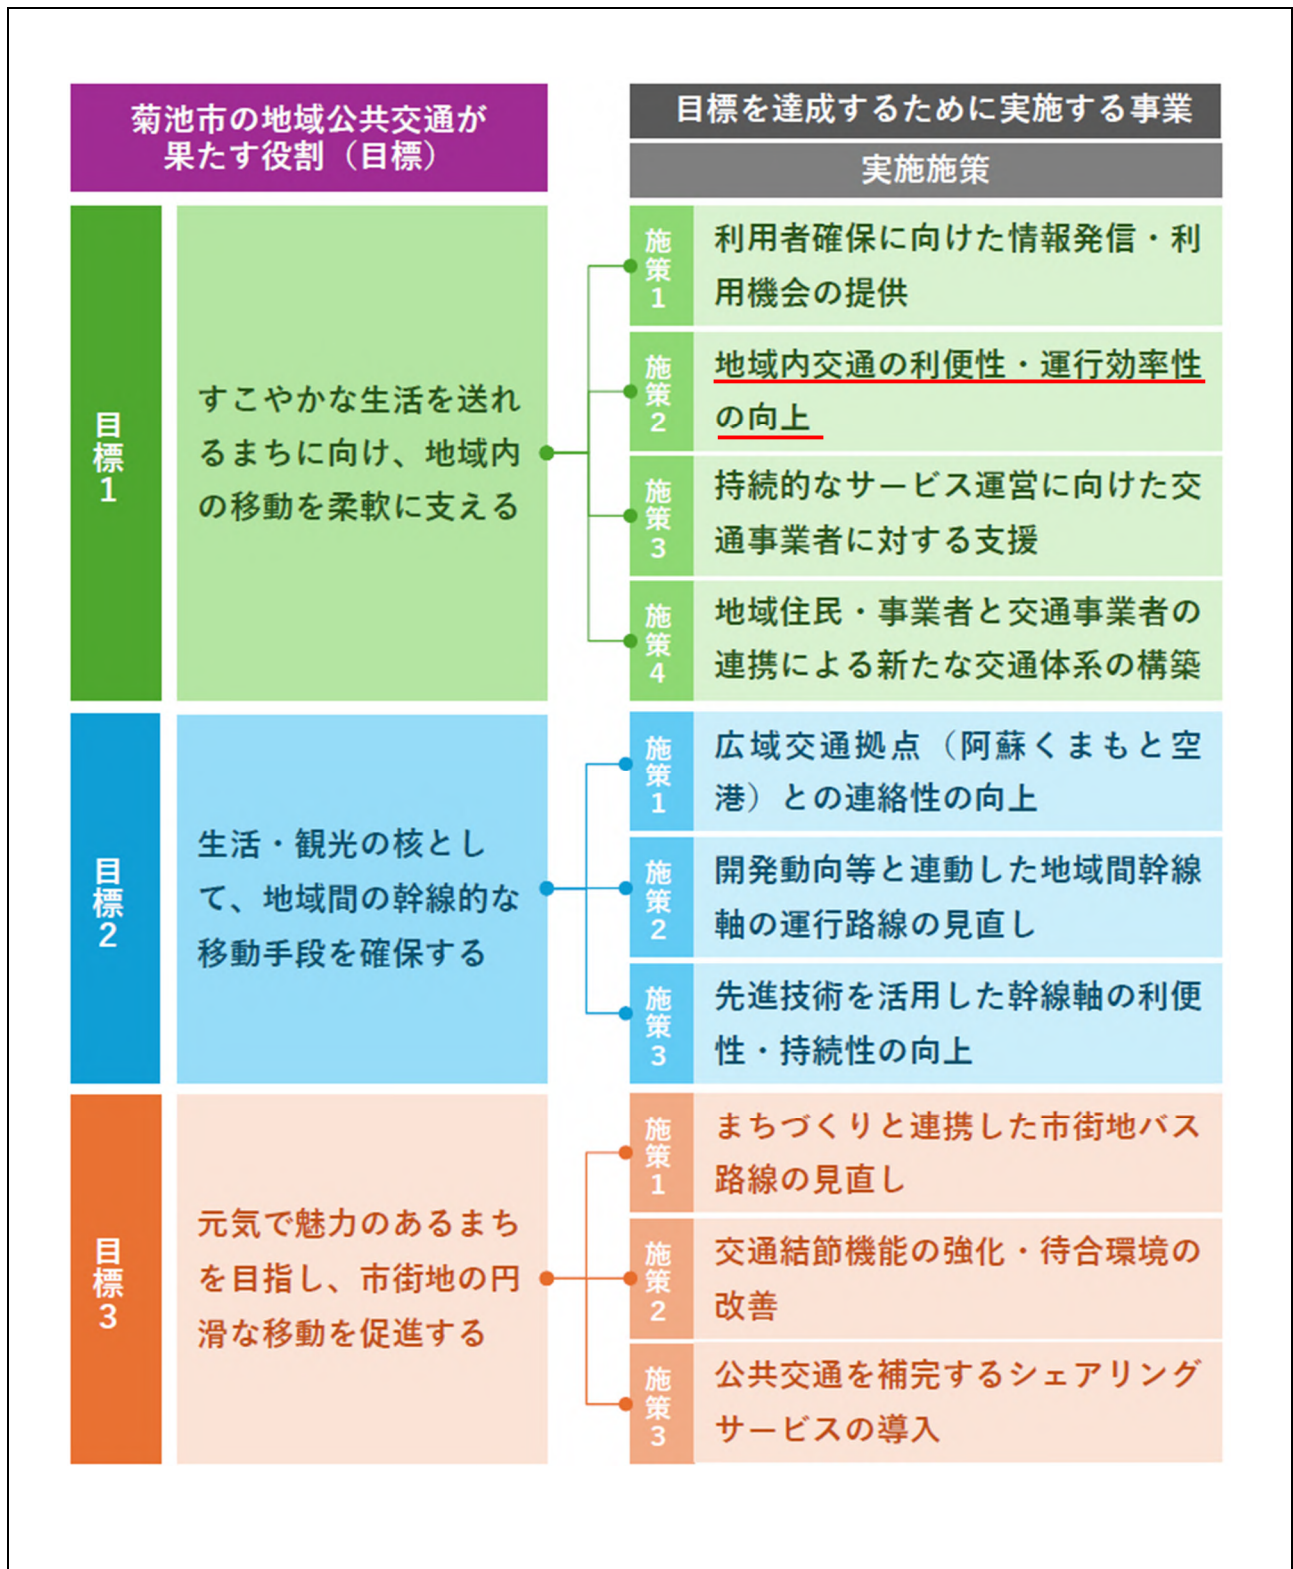 菊池市の地域公共交通が
果たす役割（目標）
目標を達成するために実施する事業
実施施策
目標1
すこやかな生活を送れ
るまちに向け、地域内
の移動を柔軟に支える
施策1
利用者確保に向けた情報発信・利
用機会の提供
施策2
地域内交通の利便性・運行効率性
の向上
施策3
持続的なサービス運営に向けた交
通事業者に対する支援
施策4
地域住民・事業者と交通事業者の
連携による新たな交通体系の構築
目標2
生活・観光の核とし
て、地域間の幹線的な
移動手段を確保する
施策1
広域交通拠点（阿蘇くまもと空
港）との連絡性の向上
施策2
開発動向等と連動した地域間幹線
軸の運行路線の見直し
施策3
先進技術を活用した幹線軸の利便
性・持続性の向上
目標3
元気で魅力のあるまち
を目指し、市街地の円
滑な移動を促進する
施策1
まちづくりと連携した市街地バス
路線の見直し
施策2
交通結節機能の強化・待合環境の
改善
施策3
公共交通を補完するシェアリング
サービスの導入